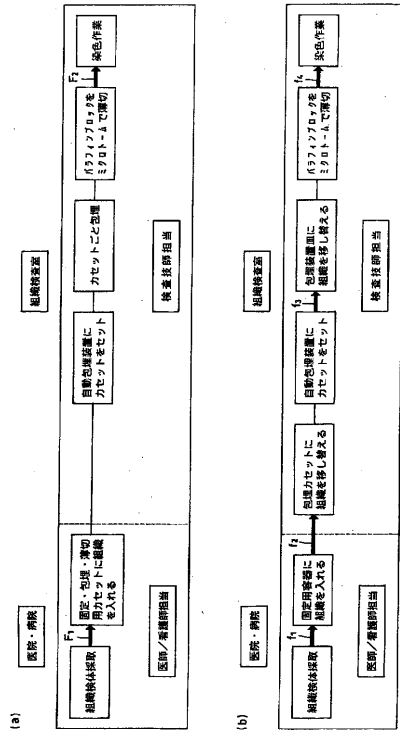 (a)
医院・病院
組織検査室
組織検体採取
F1
固定・包埋・薄切
用カセットに組織
を入れる
自動包埋装置に
カセットをセット
カセットごと包埋
パラフィンブロックを
ミクロトームで薄切
F2
染色作業
医師/看護師担当
検査技師担当
(b)
医院・病院
組織検査室
組織検体採取
f1
固定用容器に
組織を入れる
f2
包埋カセットに
組織を移し替える
自動包埋装置に
カセットをセット
f3
包埋装置皿に
組織を移し替える
パラフィンブロックを
ミクロトームで薄切
f4
染色作業
医師/看護師担当
検査技師担当